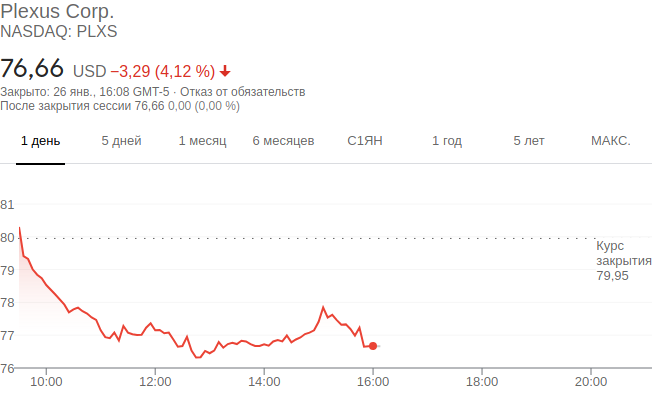 Plexus Corp.
NASDAQ: PLXS
76,66 USD −3,29 (4,12 %)
Закрыто: 26 янв., 16:08 GMT-5 · Отказ от обязательств
После закрытия сессии 76,66 0,00 (0,00 %)
1 день 5 дней 1 месяц 6 месяцев С1ЯН 1 год 5 лет МАКС.
81
80
Курс
закрытия
79,95
79
78
77
76
10:00 12:00 14:00 16:00 18:00 20:00